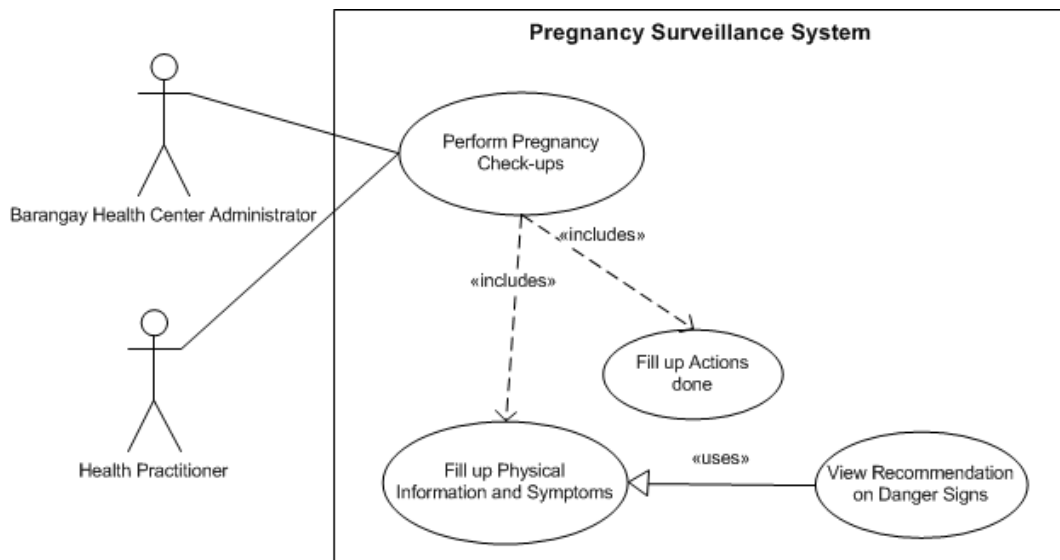 Pregnancy Surveillance System
Perform Pregnancy
Check-ups
Barangay Health Center Administrator
«includes»
«includes»
Fill up Actions
done
Health Practitioner
Fill up Physical
Information and Symptoms
«uses»
View Recommendation
on Danger Signs